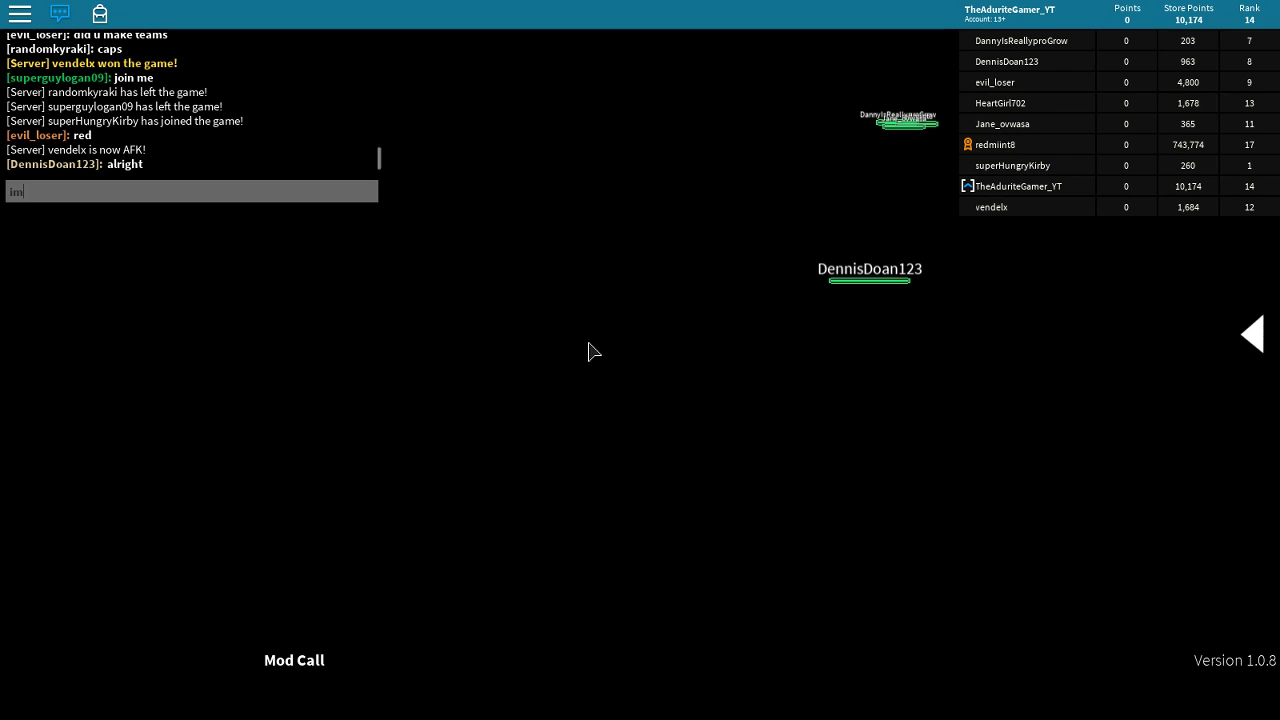 TheAduriteGamer_YT
Account: 13+
Points
0
Store Points
10,174
Rank
14
[evil_loser]: did u make teams
[randomkyraki]: caps
[Server] vendelx won the game!
[superguylogan09]: join me
[Server] randomkyraki has left the game!
[Server] superguylogan09 has left the game!
[Server] superHungryKirby has joined the game!
[evil_loser]: red
[Server] vendelx is now AFK!
[DennisDoan123]: alright
im
DannyIsReallyproGrow 0 203 7
DennisDoan123 0 963 8
evil_loser 0 4,800 9
HeartGirl702 0 1,678 13
Jane_ovwasa 0 365 11
redmiint8 0 743,774 17
superHungryKirby 0 260 1
TheAduriteGamer_YT 0 10,174 14
vendelx 0 1,684 12
DennisDoan123
Mod Call
Version 1.0.8